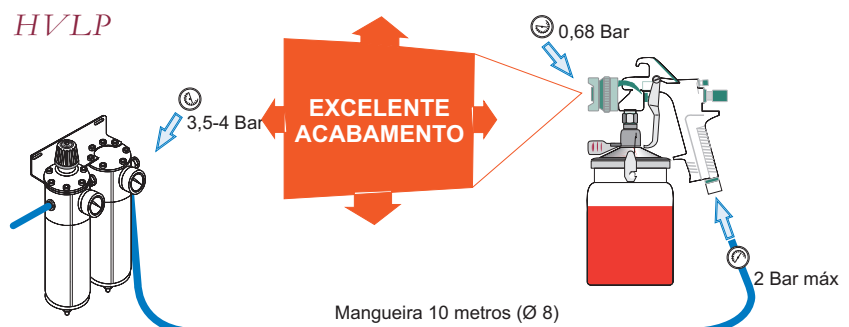 HVLP
0,68 Bar
3,5-4 Bar
EXCELENTE
ACABAMENTO
2 Bar máx
Mangueira 10 metros (Ø 8)